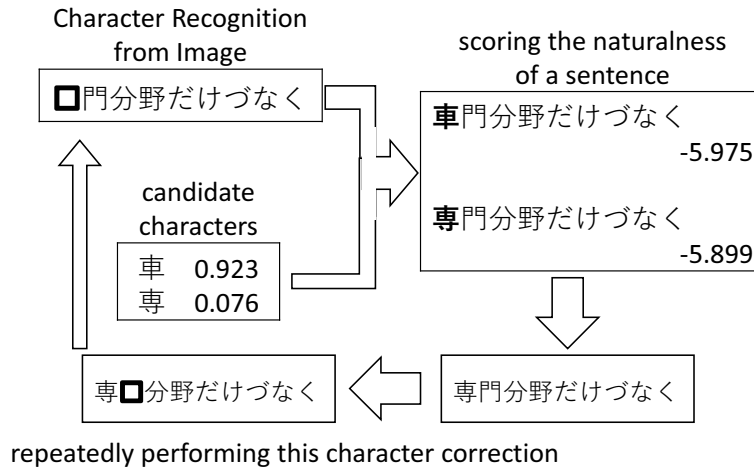 Character Recognition
from Image
□門分野だけづなく
candidate
characters
車 0.923
専 0.076
scoring the naturalness
of a sentence
車門分野だけづなく
-5.975
専門分野だけづなく
-5.899
専門分野だけづなく
専□分野だけづなく
repeatedly performing this character correction